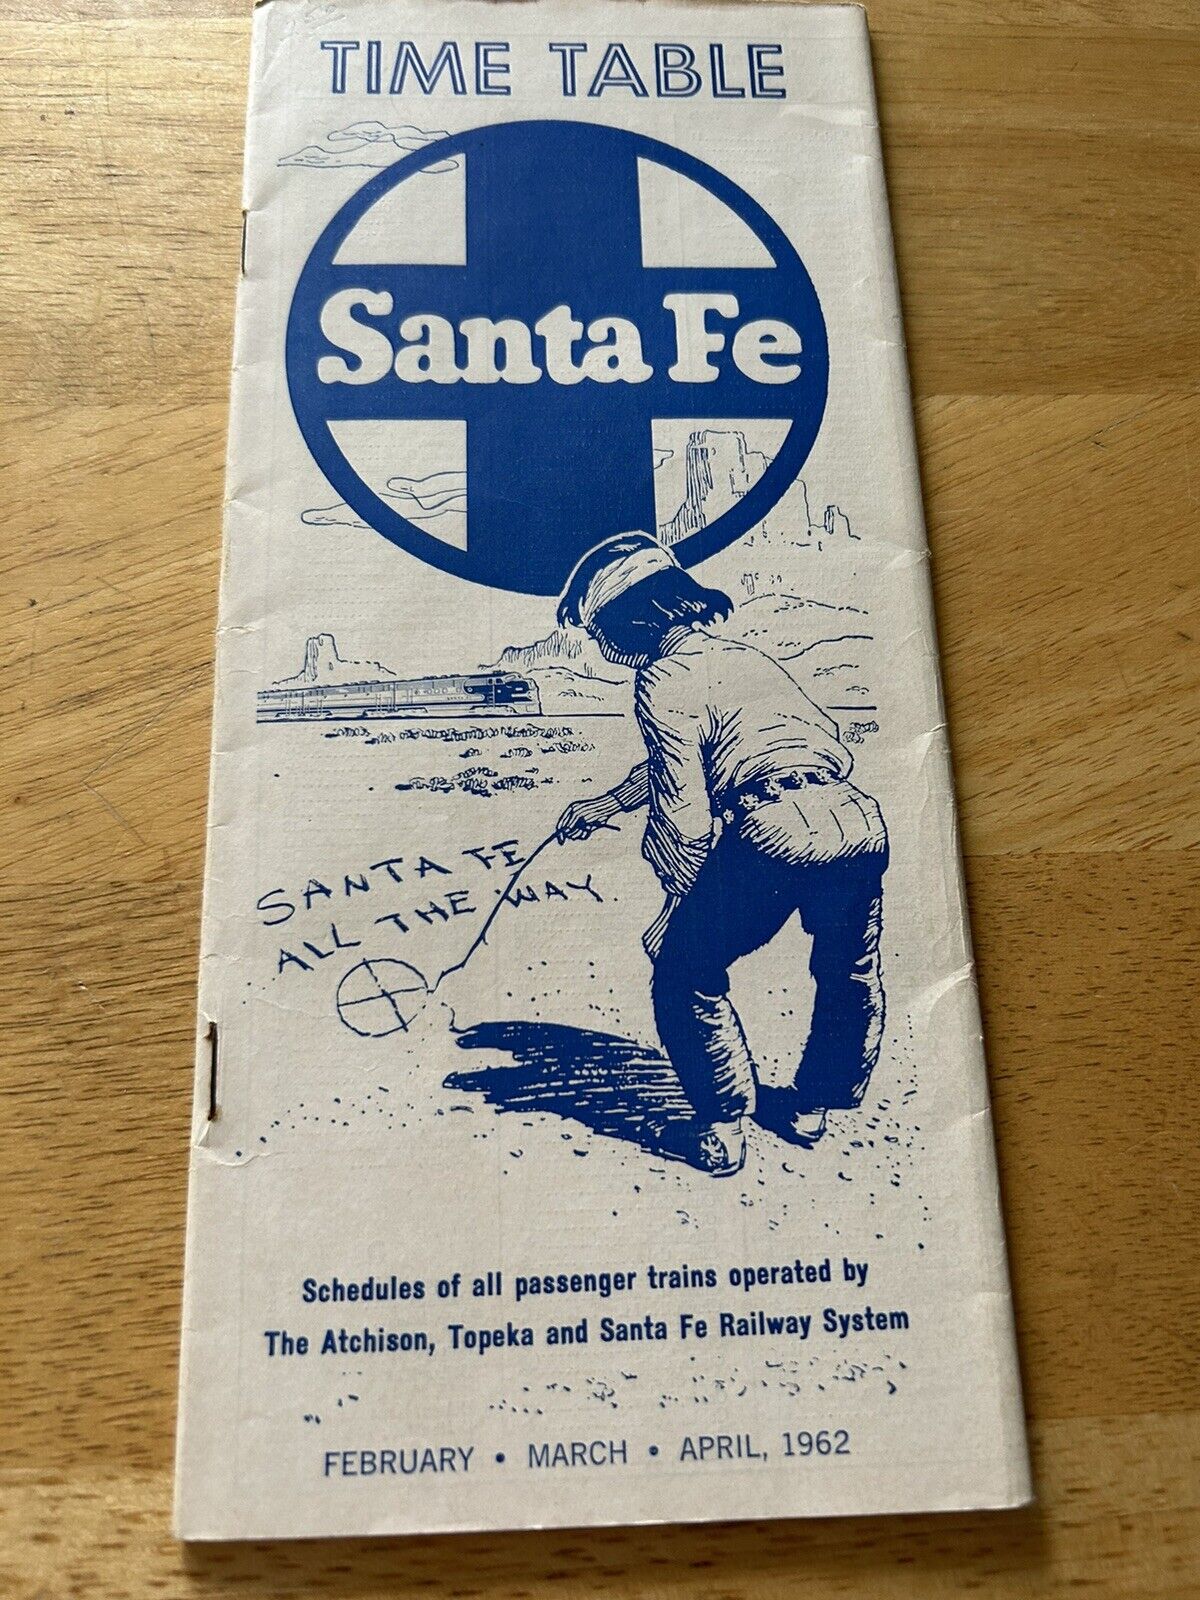 TIME TABLE
Santa Fe
SANTA FE
ALL THE WAY.
Schedules of all passenger trains operated by
The Atchison, Topeka and Santa Fe Railway System
FEBRUARY • MARCH • APRIL, 1962